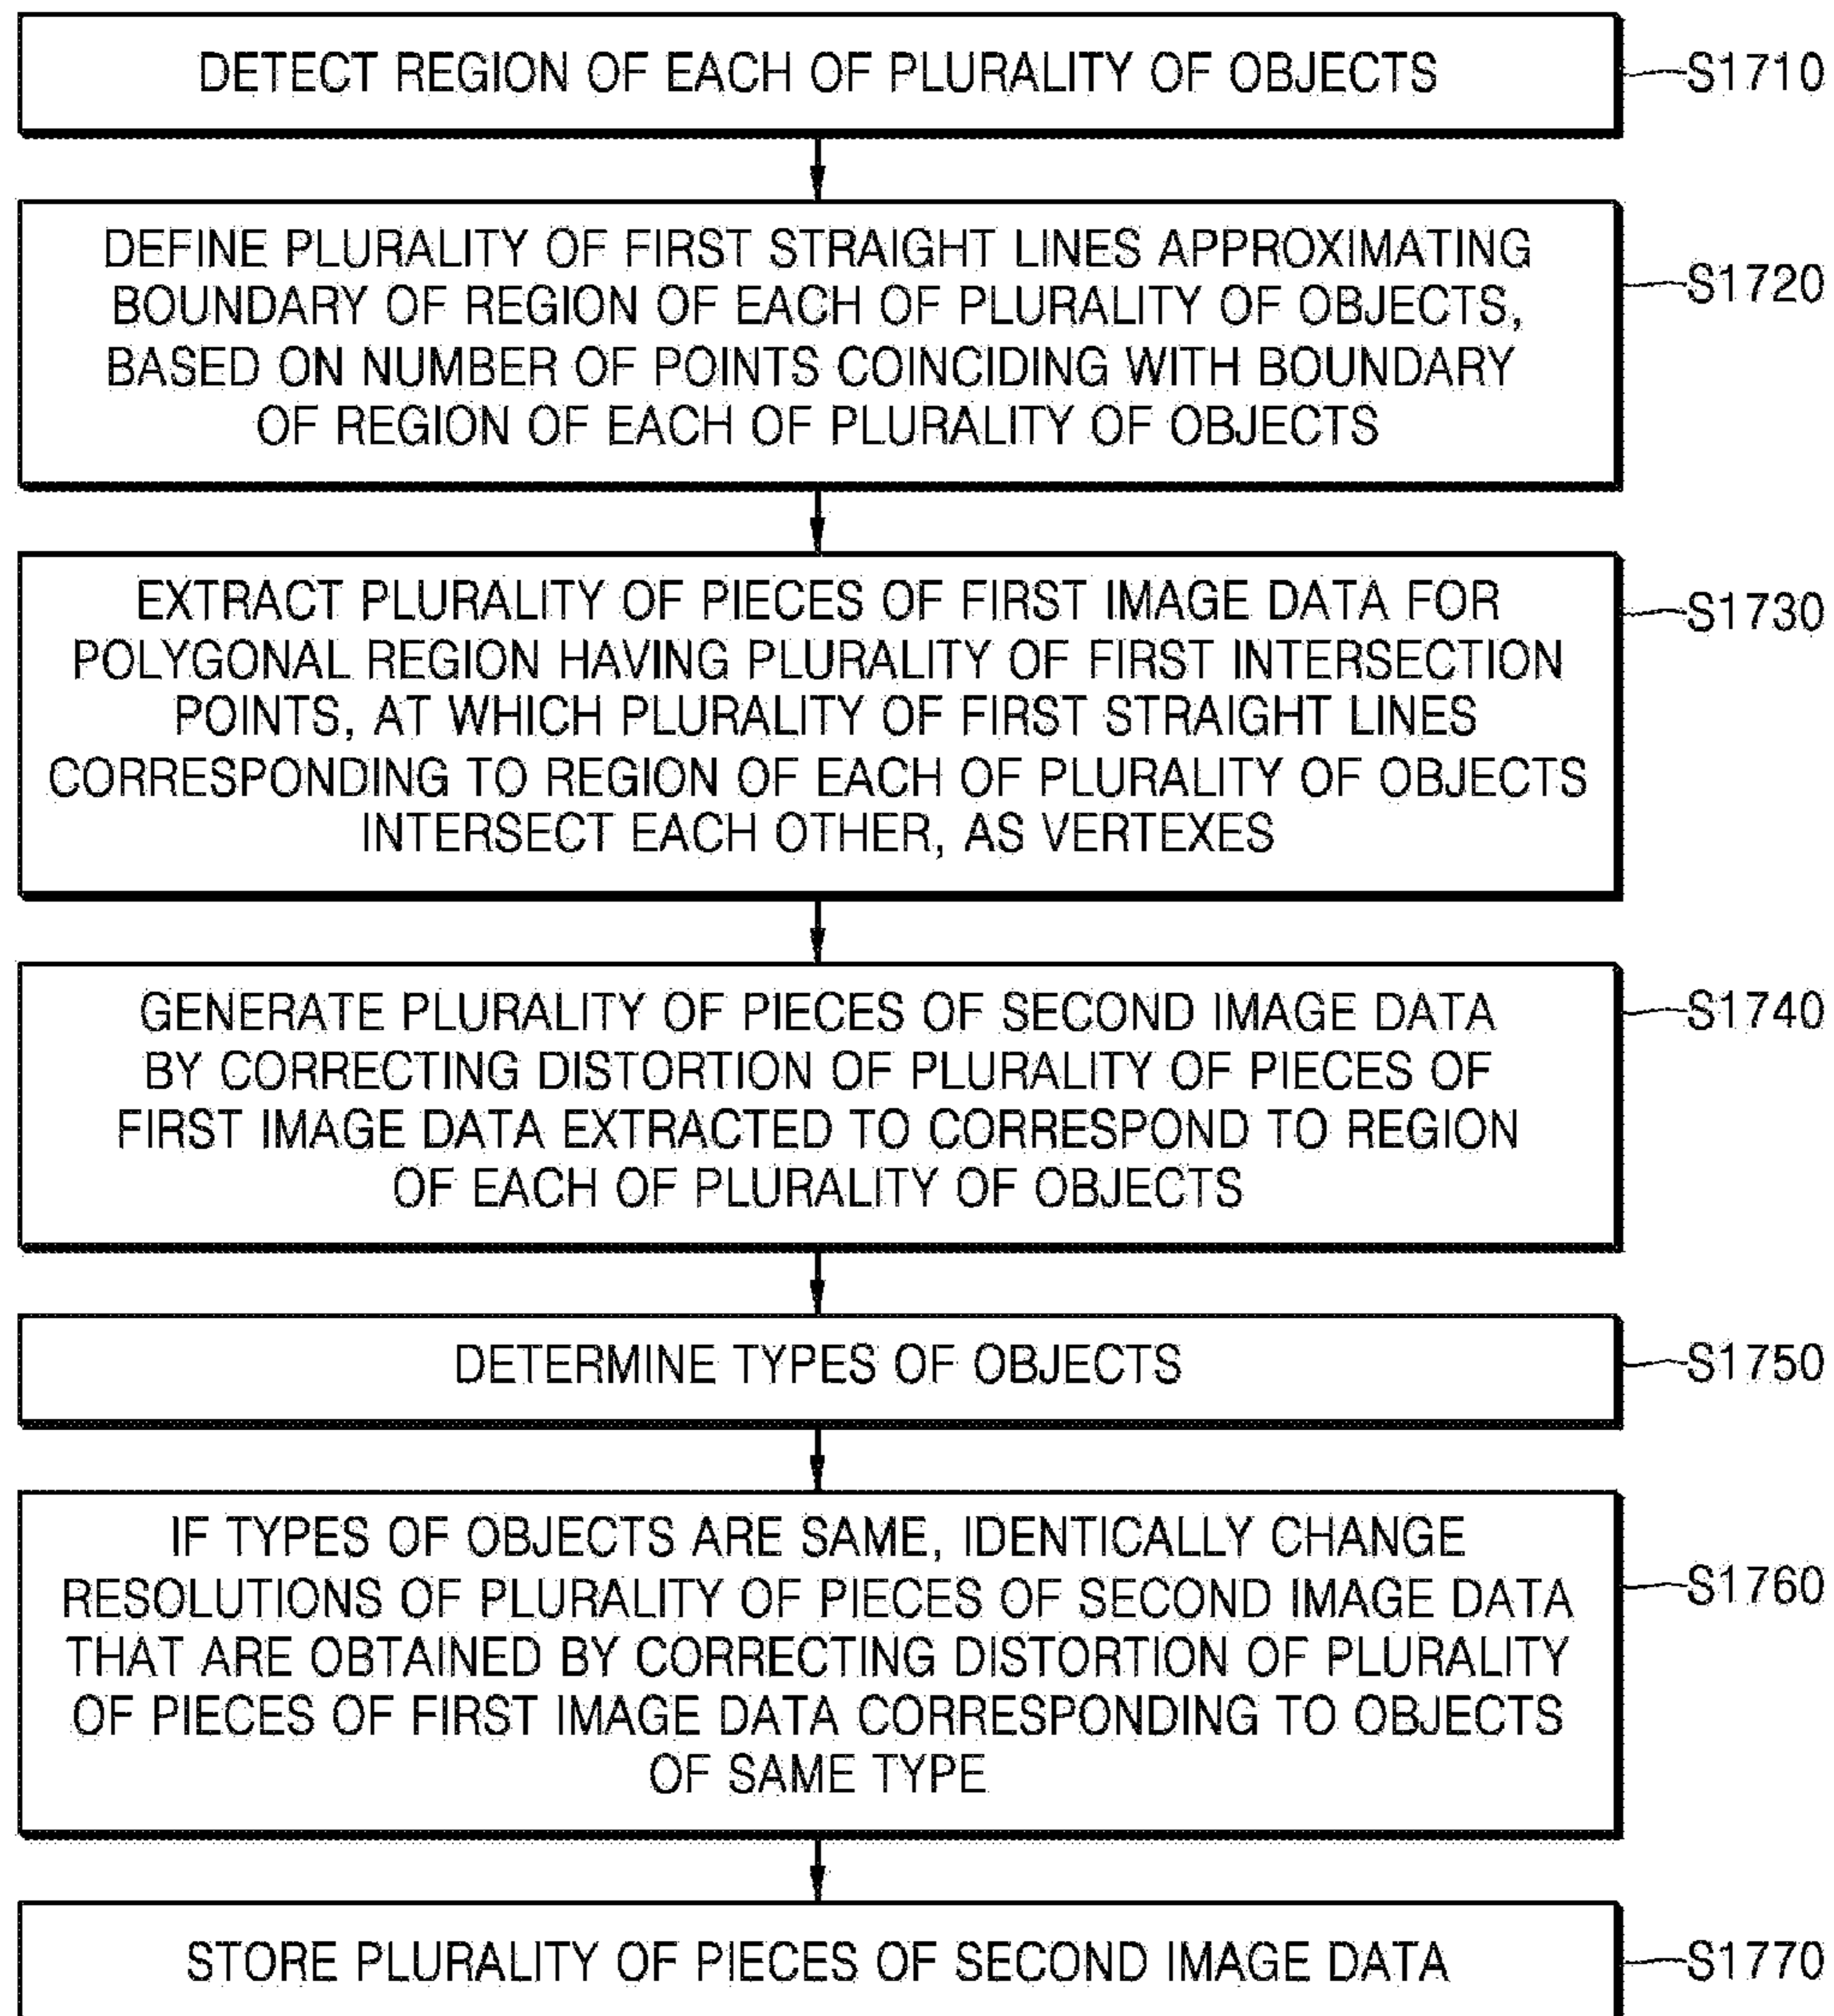 DETECT REGION OF EACH OF PLURALITY OF OBJECTS
S1710
DEFINE PLURALITY OF FIRST STRAIGHT LINES APPROXIMATING
BOUNDARY OF REGION OF EACH OF PLURALITY OF OBJECTS,
BASED ON NUMBER OF POINTS COINCIDING WITH BOUNDARY
OF REGION OF EACH OF PLURALITY OF OBJECTS
S1720
EXTRACT PLURALITY OF PIECES OF FIRST IMAGE DATA FOR
POLYGONAL REGION HAVING PLURALITY OF FIRST INTERSECTION
POINTS, AT WHICH PLURALITY OF FIRST STRAIGHT LINES
CORRESPONDING TO REGION OF EACH OF PLURALITY OF OBJECTS
INTERSECT EACH OTHER, AS VERTEXES
S1730
GENERATE PLURALITY OF PIECES OF SECOND IMAGE DATA
BY CORRECTING DISTORTION OF PLURALITY OF PIECES OF
FIRST IMAGE DATA EXTRACTED TO CORRESPOND TO REGION
OF EACH OF PLURALITY OF OBJECTS
S1740
DETERMINE TYPES OF OBJECTS
S1750
IF TYPES OF OBJECTS ARE SAME, IDENTICALLY CHANGE
RESOLUTIONS OF PLURALITY OF PIECES OF SECOND IMAGE DATA
THAT ARE OBTAINED BY CORRECTING DISTORTION OF PLURALITY
OF PIECES OF FIRST IMAGE DATA CORRESPONDING TO OBJECTS
OF SAME TYPE
S1760
STORE PLURALITY OF PIECES OF SECOND IMAGE DATA
S1770